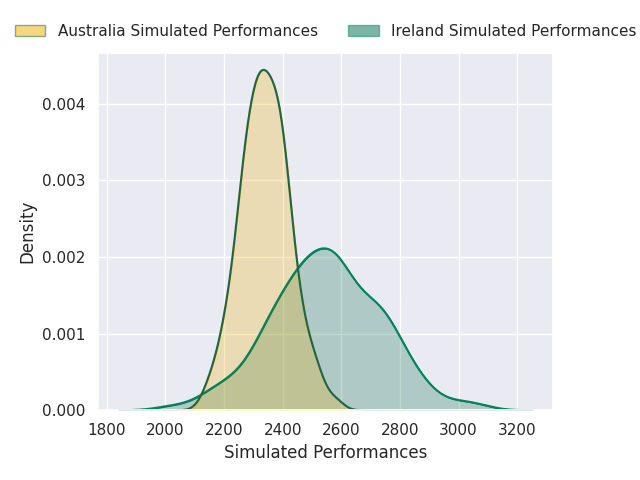 Australia Simulated Performances
Ireland Simulated Performances
0.004
0.003
0.002
0.001
0.000
Density
1800 2000 2200 2400 2600 2800 3000 3200
Simulated Performances